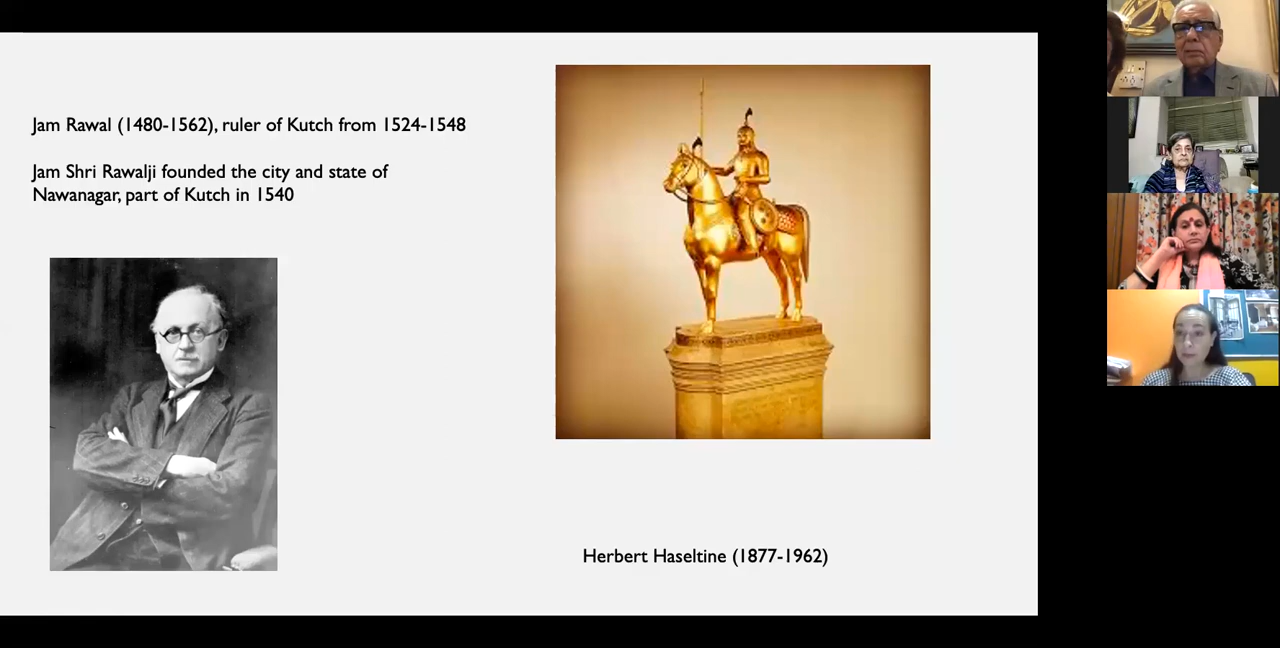 Jam Rawal (1480-1562), ruler of Kutch from 1524-1548
Jam Shri Rawalji founded the city and state of
Nawanagar, part of Kutch in 1540
Herbert Haseltine (1877-1962)